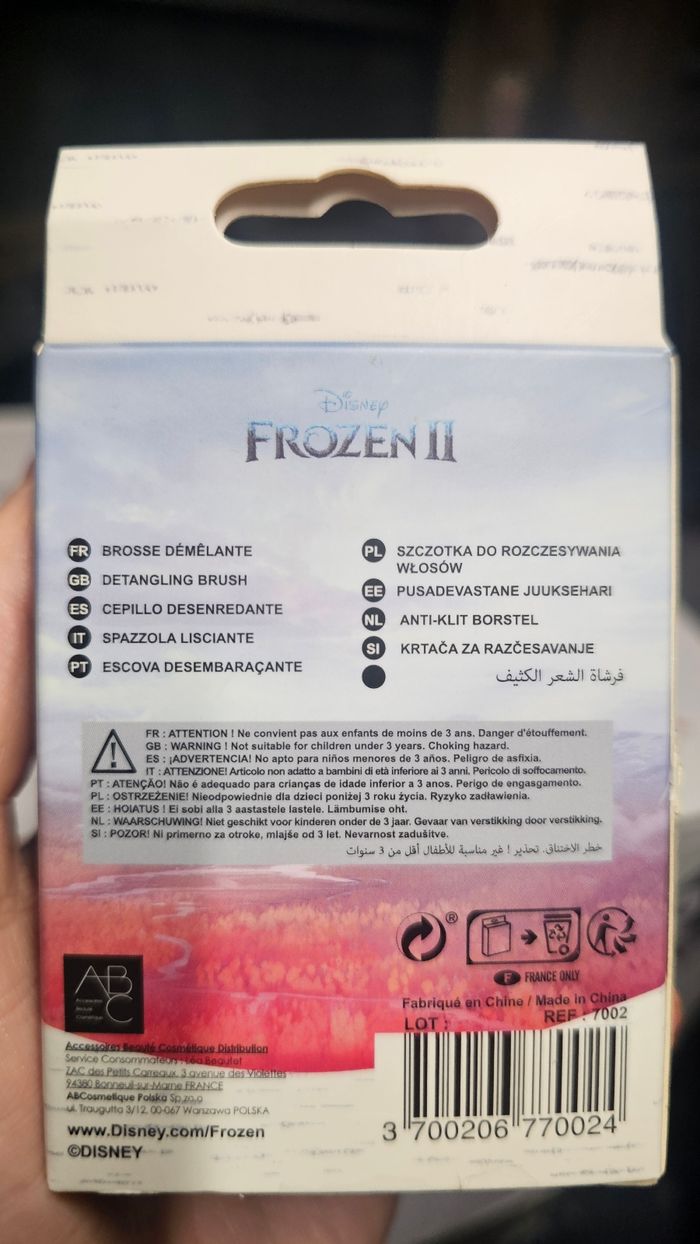 DISNEY
FROZEN II
FR BROSSE DÉMÊLANTE
GB DETANGLING BRUSH
ES CEPILLO DESENREDANTE
IT SPAZZOLA LISCIANTE
PT ESCOVA DESEMBARAÇANTE
PL SZCZOTKA DO ROZCZESYWANIA
WŁOSÓW
EE PUSADEVASTANE JUUKSEHARI
NL ANTI-KLIT BORSTEL
SI KRTAČA ZA RAZČESAVANJE
فرشاة الشعر الكثيف
FR : ATTENTION ! Ne convient pas aux enfants de moins de 3 ans. Danger d'étouffement.
GB : WARNING ! Not suitable for children under 3 years. Choking hazard.
ES : ¡ADVERTENCIA! No apto para niños menores de 3 años. Peligro de asfixia.
IT : ATTENZIONE! Articolo non adatto a bambini di età inferiore ai 3 anni. Pericolo di soffocamento.
PT : ATENÇÃO! Não é adequado para crianças de idade inferior a 3 anos. Perigo de engasgamento.
PL : OSTRZEŻENIE! Nieodpowiednie dla dzieci poniżej 3 roku życia. Ryzyko zadławienia.
EE : HOIATUS ! Ei sobi alla 3 aastastele lastele. Lämbumise oht.
NL : WAARSCHUWING! Niet geschikt voor kinderen onder de 3 jaar. Gevaar van verstikking door verstikking.
SI : POZOR! Ni primerno za otroke, mlajše od 3 let. Nevarnost zadušitve.
خطر الاختناق. تحذير ! غير مناسبة للأطفال أقل من 3 سنوات
®
F FRANCE ONLY
Fabriqué en Chine / Made in China
LOT : REF : 7002
ABC
Accessoires
Beauté
Cosmétique
Accessoires Beauté Cosmétique Distribution
Service Consommateurs : Léa Beautet
ZAC des Petits Carreaux, 3 avenue des Violettes
94380 Bonneuil-sur-Marne FRANCE
ABCosmetique Polska Sp.zo.o
ul. Traugutta 3/12, 00-067 Warszawa POLSKA
www.Disney.com/Frozen
©DISNEY
3 700206 770024